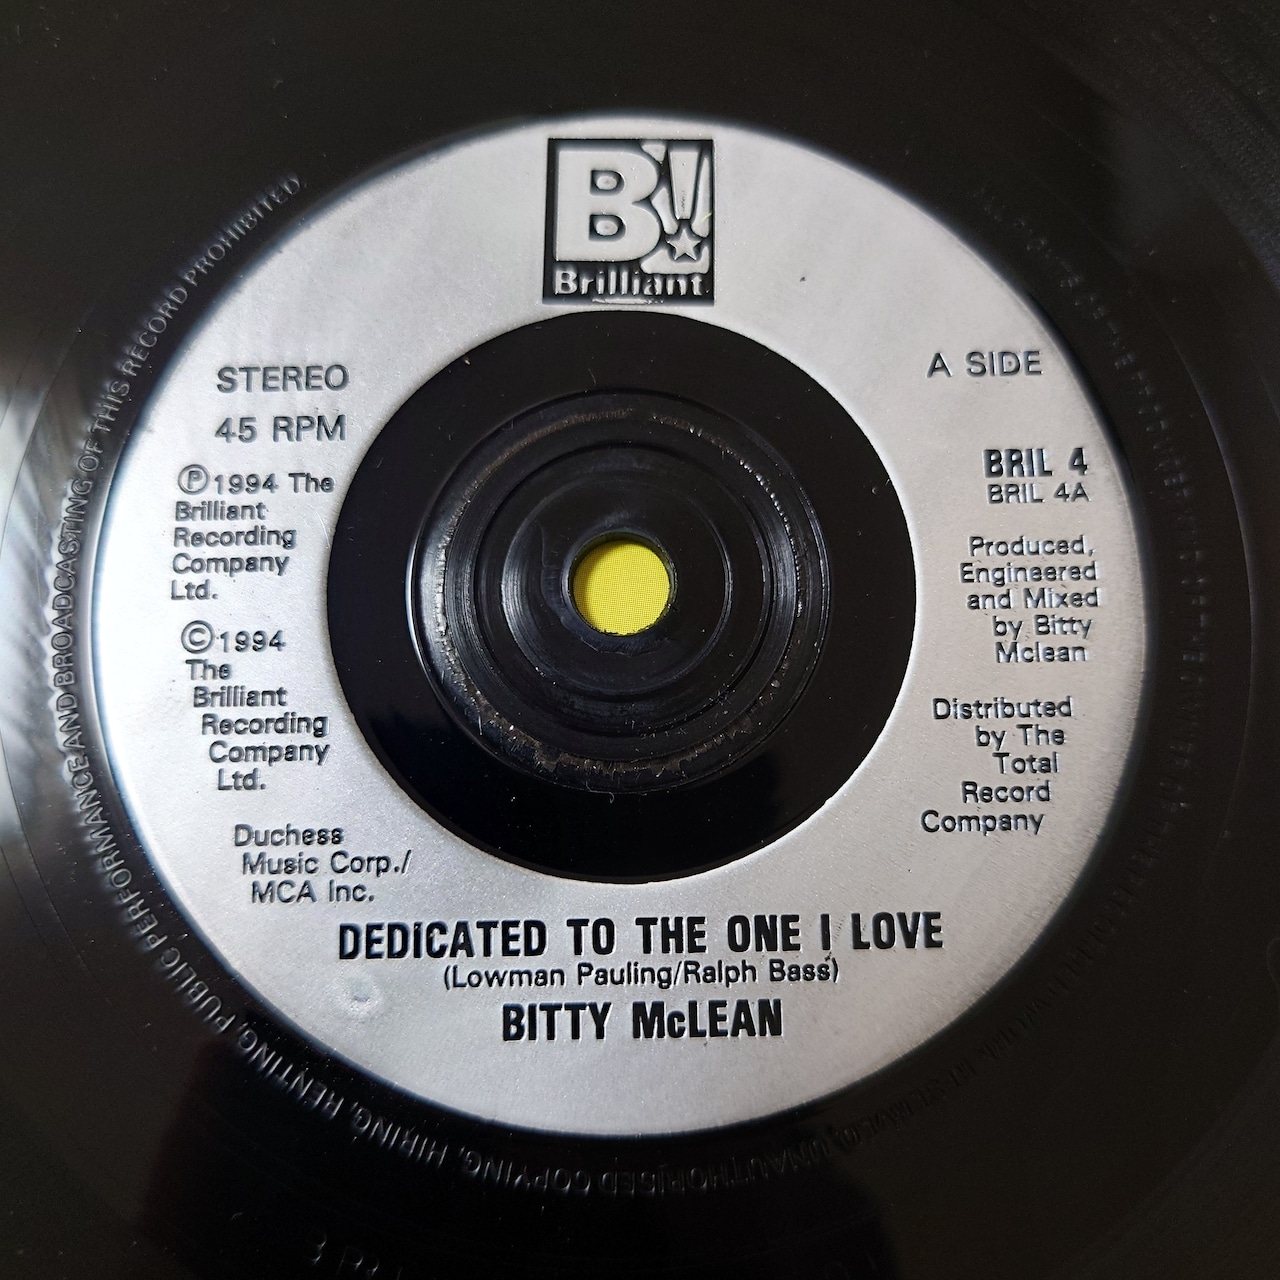 B!
Brilliant
STEREO
45 RPM
Ⓟ1994 The
Brilliant
Recording
Company
Ltd.
©1994
The
Brilliant
Recording
Company
Ltd.
Duchess
Music Corp./
MCA Inc.
A SIDE
BRIL 4
BRIL 4A
Produced,
Engineered
and Mixed
by Bitty
Mclean
Distributed
by The
Total
Record
Company
DEDICATED TO THE ONE I LOVE
(Lowman Pauling/Ralph Bass)
BITTY McLEAN
UNAUTHORISED COPYING, HIRING, RENTING, PUBLIC PERFORMANCE AND BROADCASTING OF THIS RECORD PROHIBITED